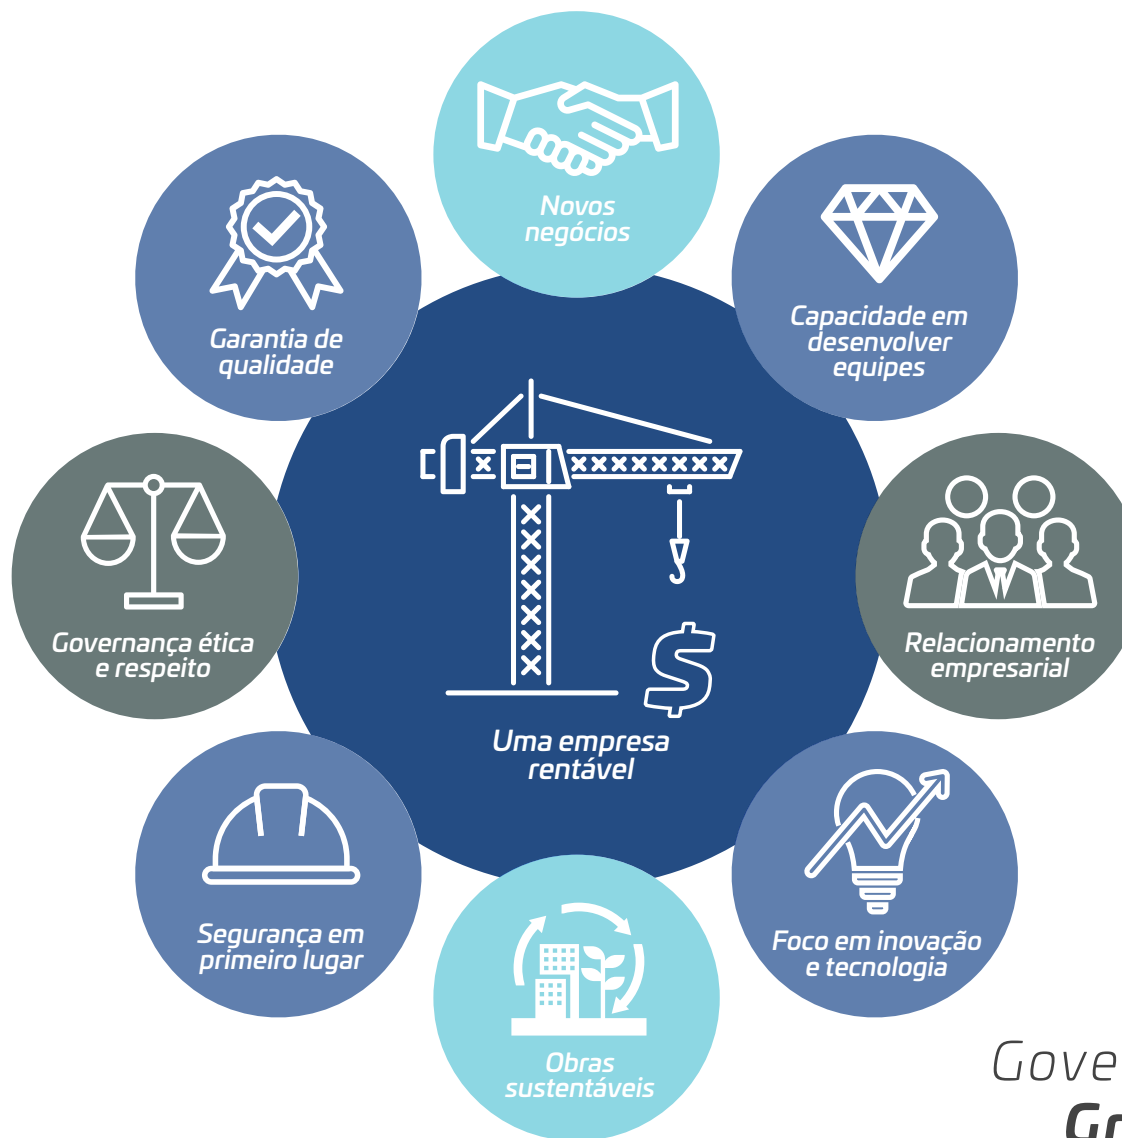 Novos
negócios
Capacidade em
desenvolver
equipes
Garantia de
qualidade
Governança ética
e respeito
Relacionamento
empresarial
Uma empresa
rentável
Segurança em
primeiro lugar
Foco em inovação
e tecnologia
Obras
sustentáveis
Gove